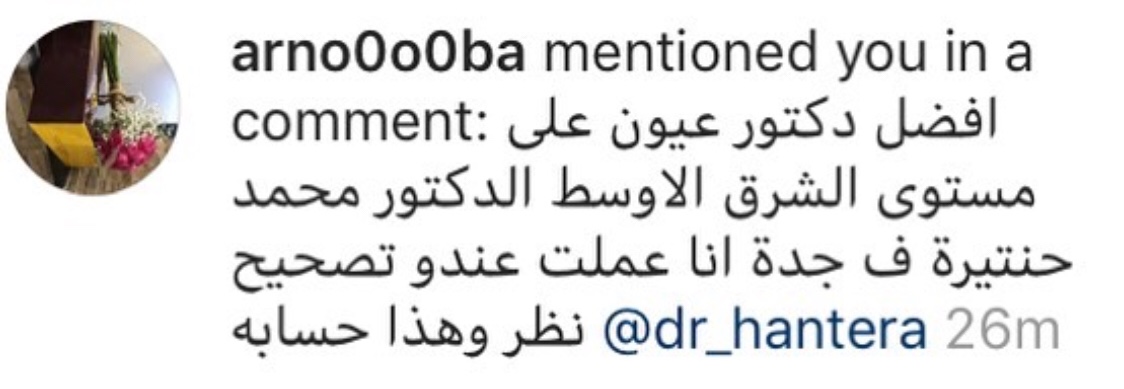 arno0o0ba mentioned you in a
comment: افضل دكتور عيون على
مستوى الشرق الاوسط الدكتور محمد
حنتيرة ف جدة انا عملت عندو تصحيح
نظر وهذا حسابه @dr_hantera 26m